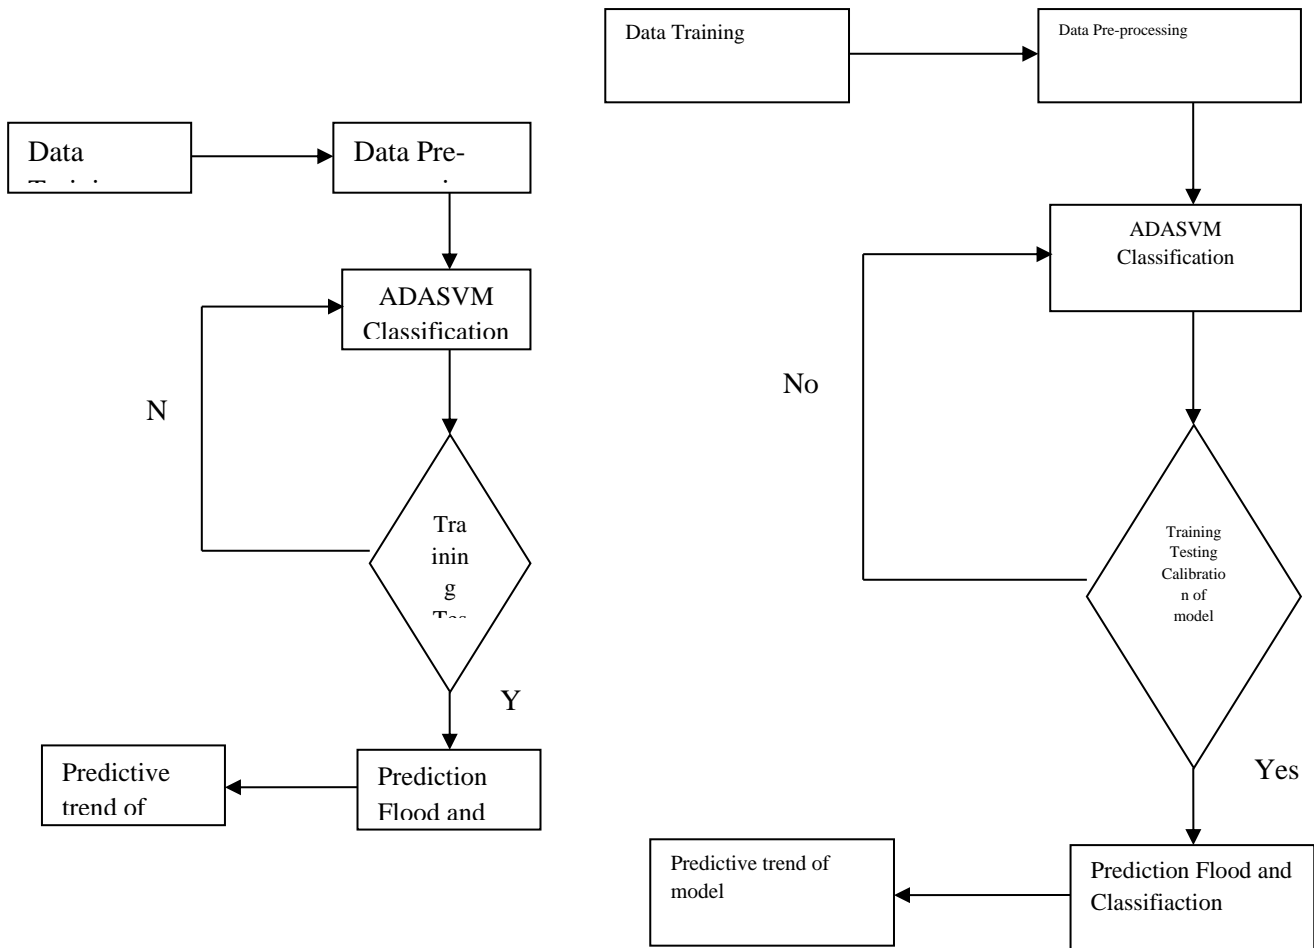 Data
Data Pre-
ADASVM
Classification
N
Tra
inin
g
Y
Prediction
Flood and
Predictive
trend of
Data Training
Data Pre-processing
ADASVM
Classification
No
Training
Testing
Calibratio
n of
model
Yes
Prediction Flood and
Classifiaction
Predictive trend of
model